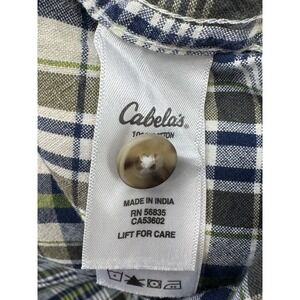 Cabela's®
MADE IN INDIA
RN 56835
CA53602
LIFT FOR CARE